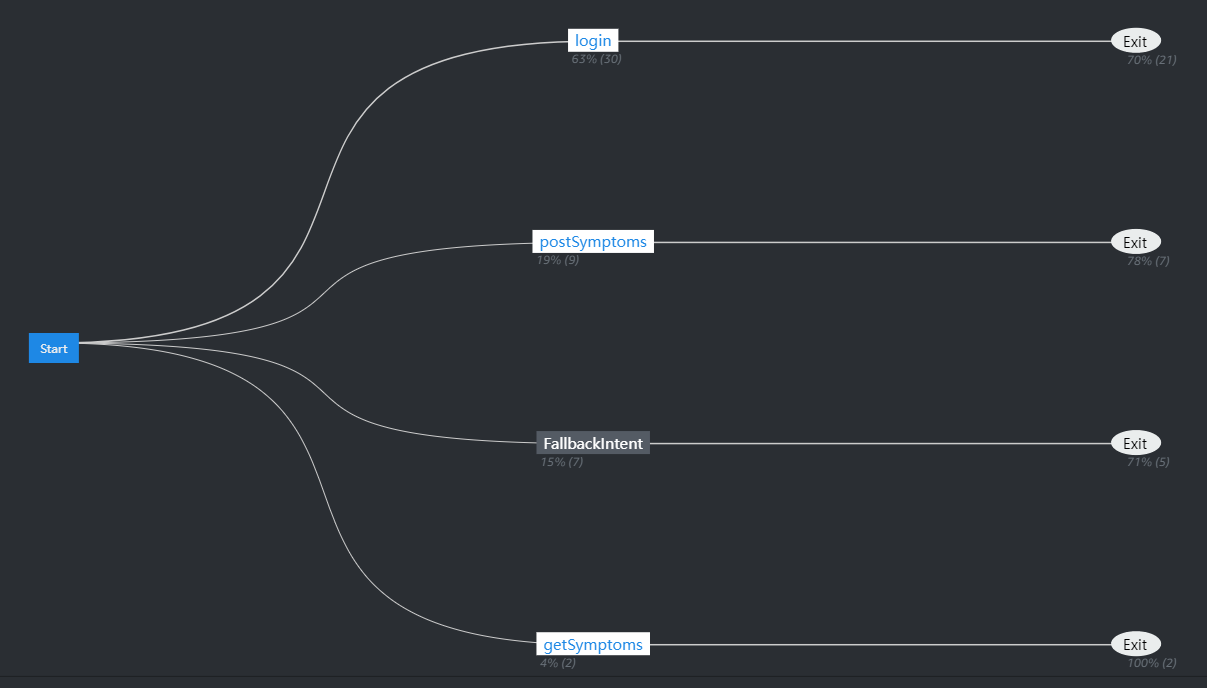 login
63% (30)
Exit
70% (21)
postSymptoms
19% (9)
Exit
78% (7)
Start
FallbackIntent
15% (7)
Exit
71% (5)
getSymptoms
4% (2)
Exit
100% (2)